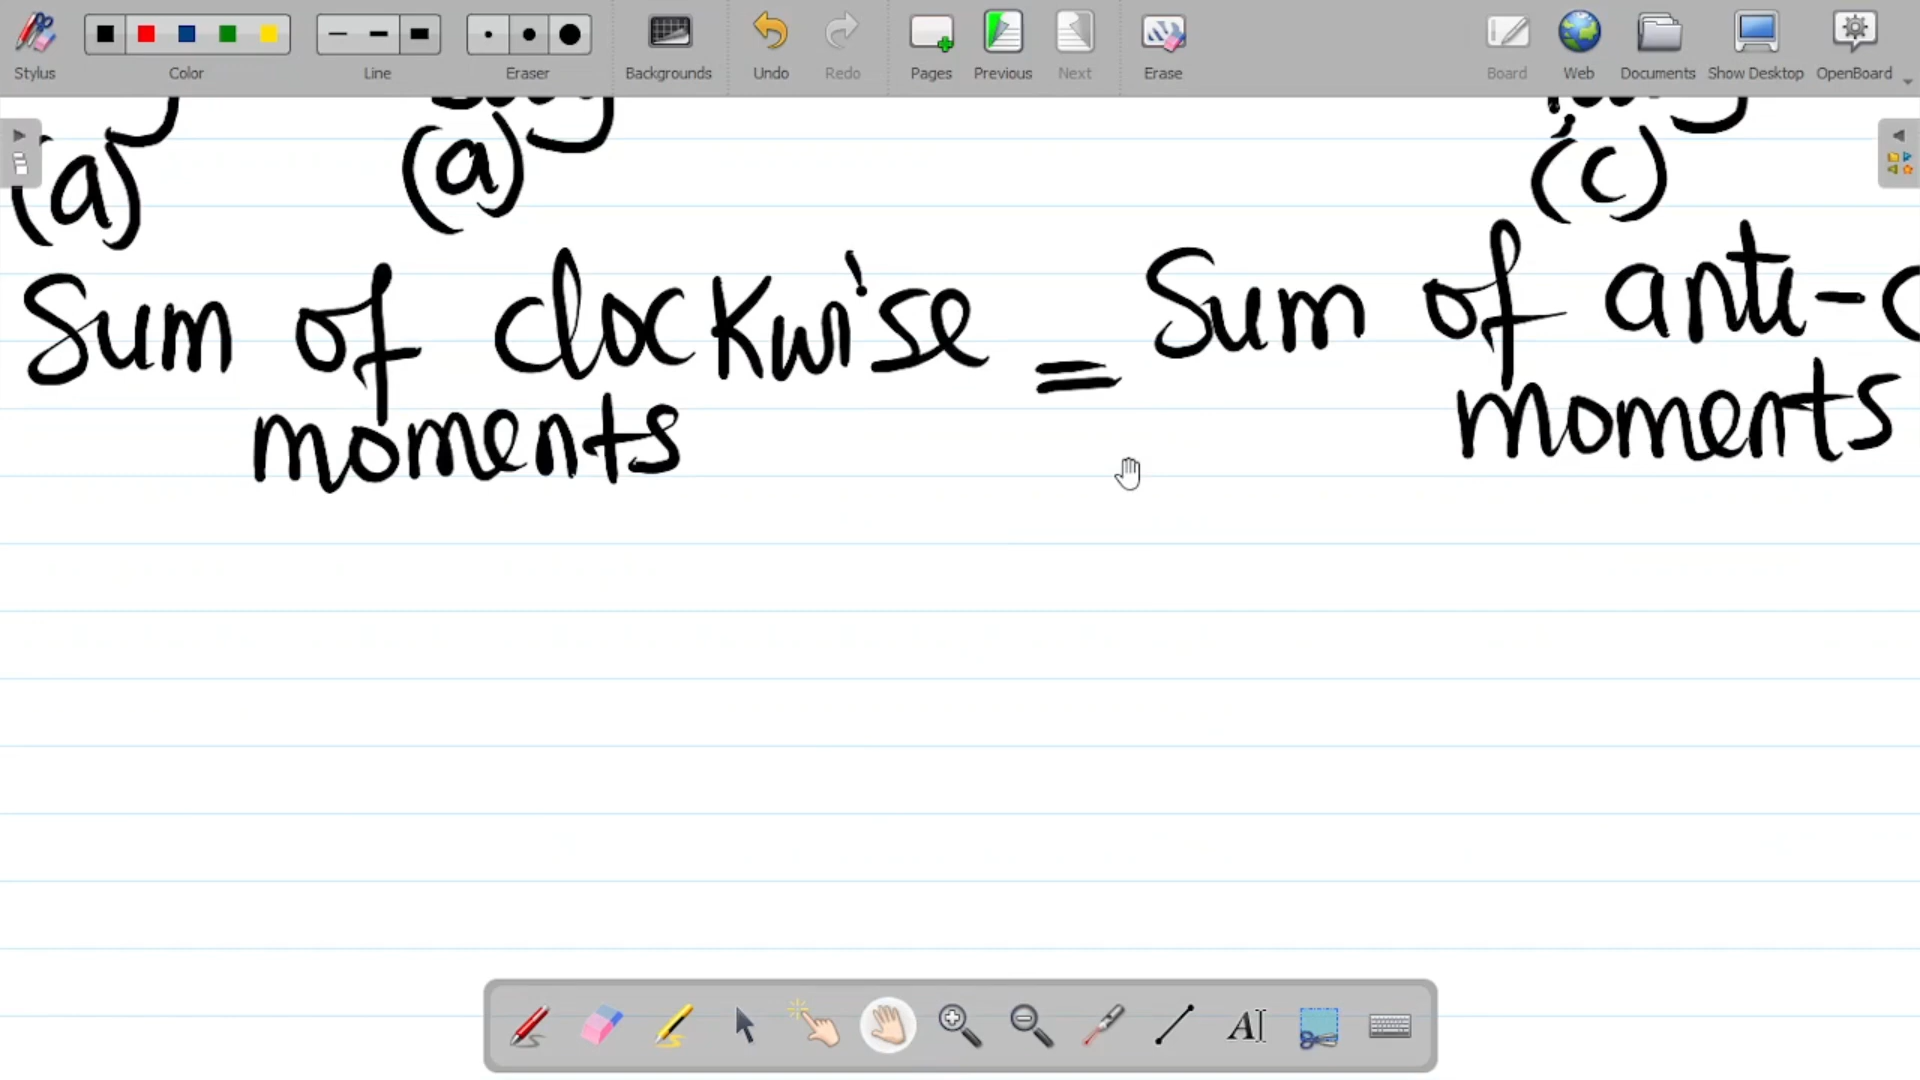 Stylus Color Line Eraser Backgrounds Undo Redo Pages Previous Next Erase Board Web Documents Show Desktop OpenBoard
(a) (a) (c)
Sum of clockwise = Sum of anti-c
moments moments